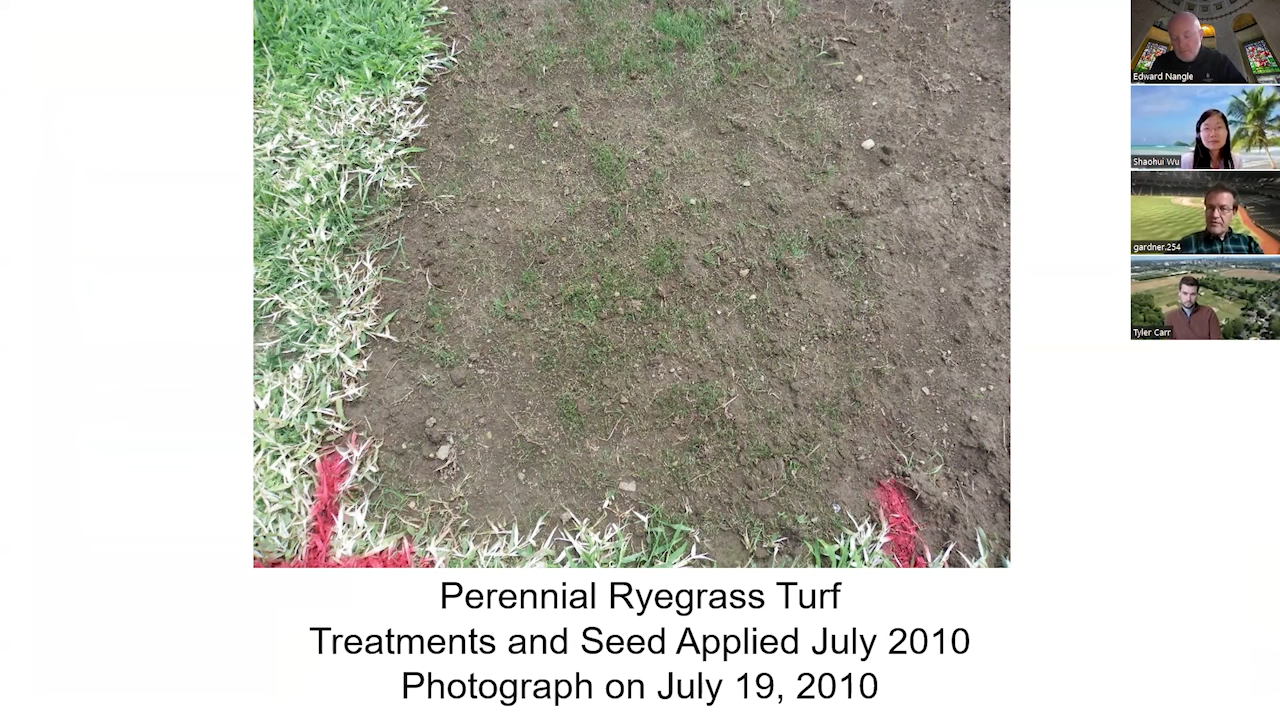 Edward Nangle
Shaohui Wu
gardner.254
Tyler Carr
Perennial Ryegrass Turf
Treatments and Seed Applied July 2010
Photograph on July 19, 2010